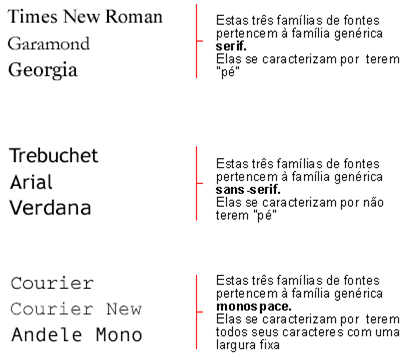 Times New Roman
Garamond
Georgia
Estas três famílias de fontes
pertencem à família genérica
serif.
Elas se caracterizam por terem
"pé"
Trebuchet
Arial
Verdana
Estas três famílias de fontes
pertencem à família genérica
sans-serif.
Elas se caracterizam por não
terem "pé"
Courier
Courier New
Andele Mono
Estas três famílias de fontes
pertencem à família genérica
monospace.
Elas se caracterizam por terem
todos seus caracteres com uma
largura fixa